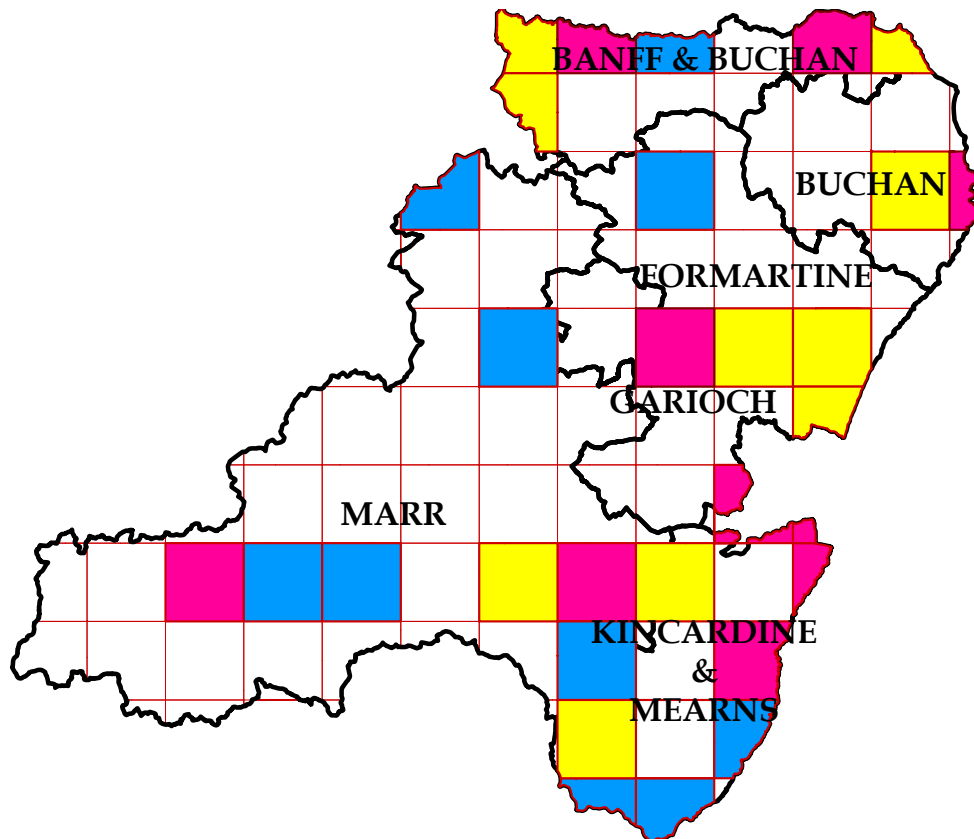 BANFF & BUCHAN
BUCHAN
FORMARTINE
GARIOCH
MARR
KINCARDINE
&
MEARNS